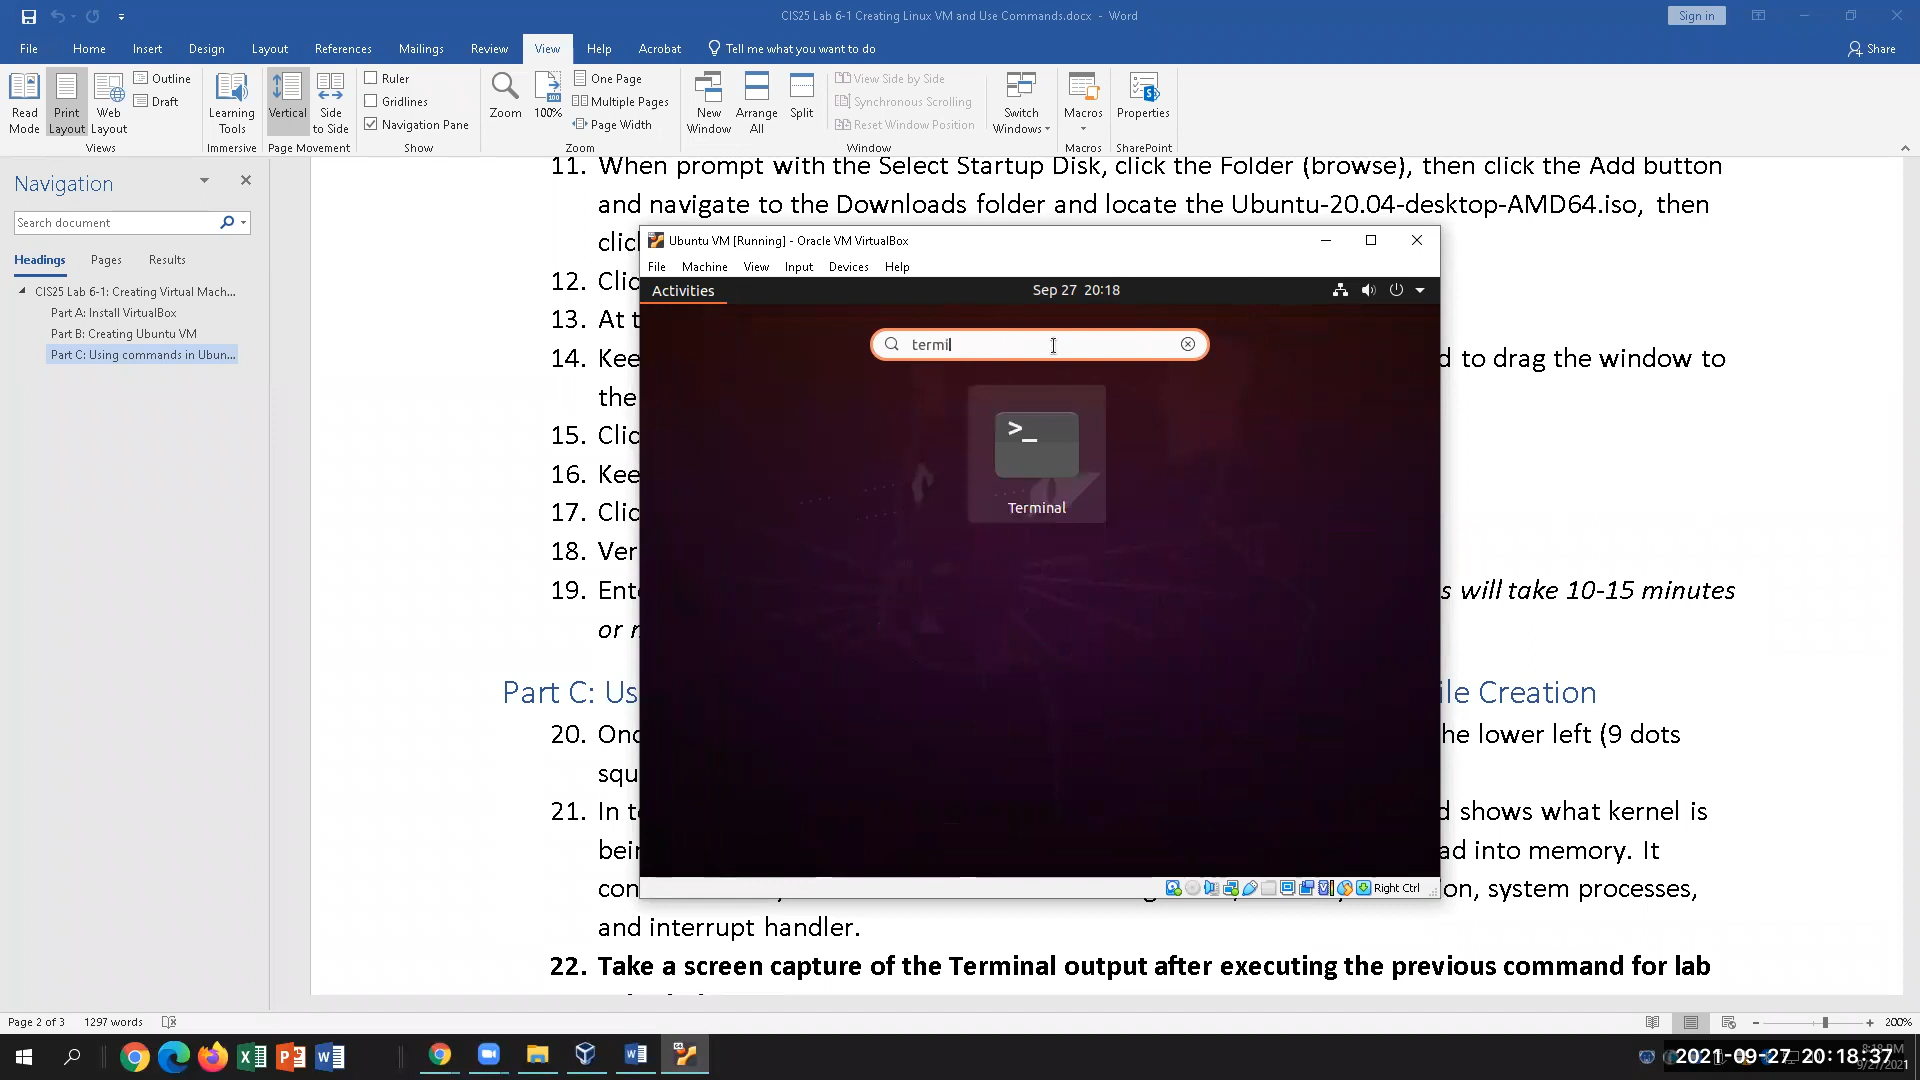 CIS25 Lab 6-1 Creating Linux VM and Use Commands.docx - Word
Sign in
File Home Insert Design Layout References Mailings Review View Help Acrobat Tell me what you want to do
Share
Read Mode
Print Layout
Web Layout
Outline
Draft
Views
Learning Tools
Immersive
Vertical
Side to Side
Page Movement
Ruler
Gridlines
Navigation Pane
Show
Zoom
100%
One Page
Multiple Pages
Page Width
Zoom
New Window
Arrange All
Split
View Side by Side
Synchronous Scrolling
Reset Window Position
Window
Switch Windows
Macros
Macros
Properties
SharePoint
Navigation
Search document
Headings Pages Results
CIS25 Lab 6-1: Creating Virtual Mach...
Part A: Install VirtualBox
Part B: Creating Ubuntu VM
Part C: Using commands in Ubun...
11. When prompt with the Select Startup Disk, click the Folder (browse), then click the Add button
and navigate to the Downloads folder and locate the Ubuntu-20.04-desktop-AMD64.iso, then
clic
12. Clic
13. At t
14. Kee
d to drag the window to
the
15. Clic
16. Kee
17. Clic
18. Ver
19. Ent
s will take 10-15 minutes
or
Part C: Us
ile Creation
20. Onc
he lower left (9 dots
squ
21. In t
d shows what kernel is
bei
ad into memory. It
con
on, system processes,
and interrupt handler.
22. Take a screen capture of the Terminal output after executing the previous command for lab
Ubuntu VM [Running] - Oracle VM VirtualBox
File Machine View Input Devices Help
Activities
Sep 27 20:18
termi
>_
Terminal
Right Ctrl
Page 2 of 3 1297 words
200%
2021-09-27 20:18:37